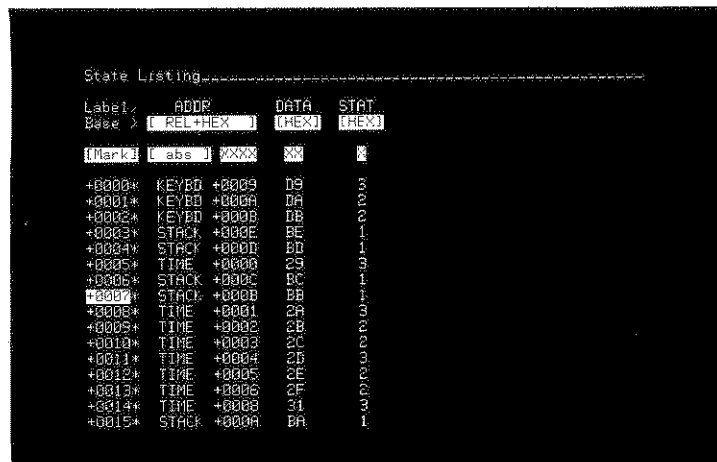 State Listing
Label > ADDR DATA STAT
Base > [ REL+HEX ] [HEX] [HEX]
[Mark] [ abs ] XXXX XX X
+0000* KEYBD +0009 D9 3
+0001* KEYBD +000A DA 2
+0002* KEYBD +000B DB 2
+0003* STACK +000E BE 1
+0004* STACK +000D BD 1
+0005* TIME +0000 29 3
+0006* STACK +000C BC 1
+0007* STACK +000B BB 1
+0008* TIME +0001 2A 3
+0009* TIME +0002 2B 2
+0010* TIME +0003 2C 2
+0011* TIME +0004 2D 3
+0012* TIME +0005 2E 2
+0013* TIME +0006 2F 2
+0014* TIME +0008 31 3
+0015* STACK +000A BA 1